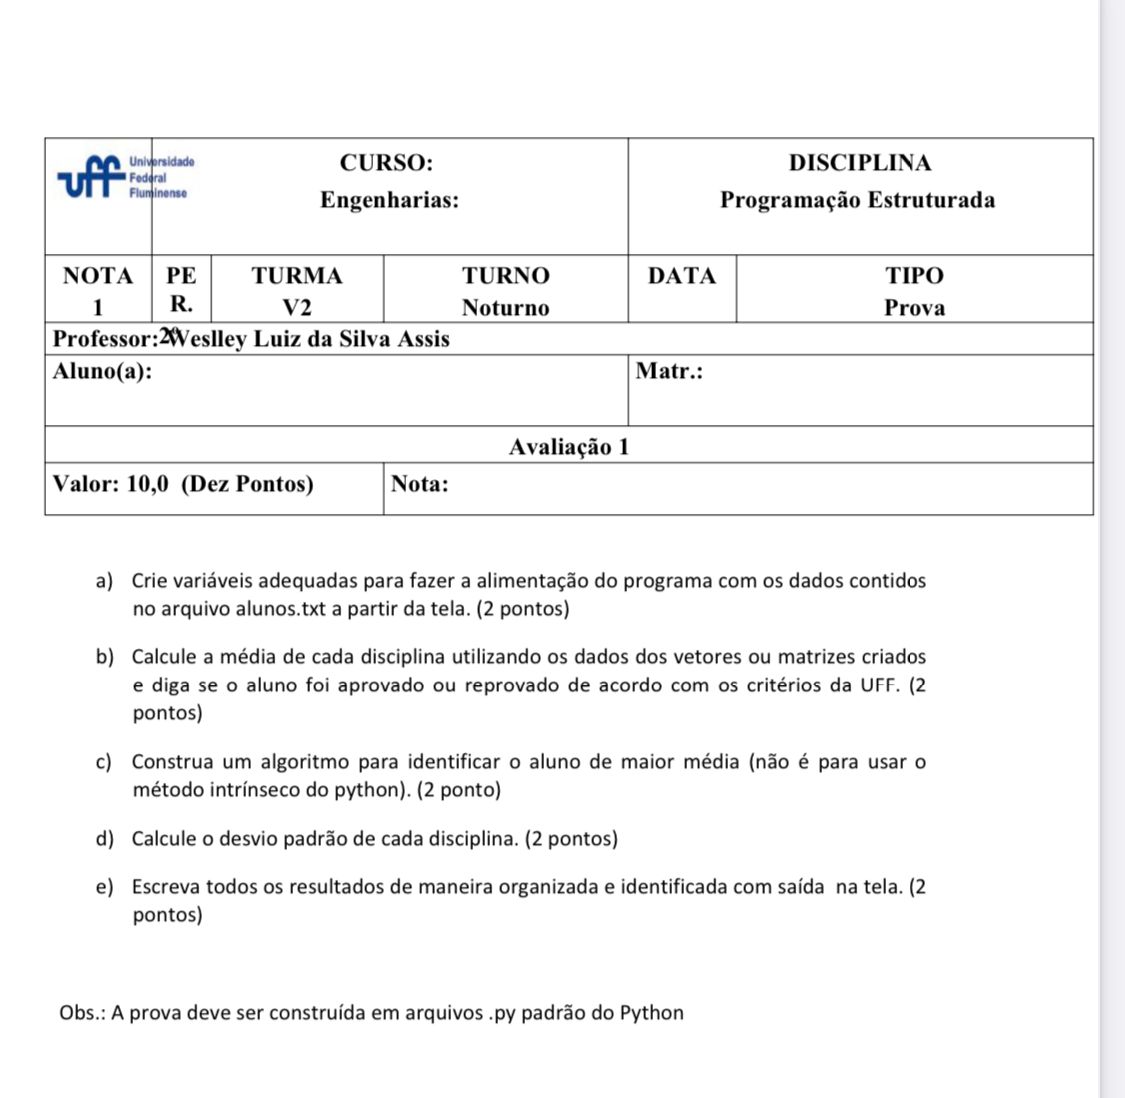 Universidade
Federal
Fluminense
CURSO:
Engenharias:
DISCIPLINA
Programação Estruturada
NOTA
1
PE
R.
2º
TURMA
V2
TURNO
Noturno
DATA
TIPO
Prova
Professor: Weslley Luiz da Silva Assis
Aluno(a):
Matr.:
Avaliação 1
Valor: 10,0 (Dez Pontos)
Nota:
a) Crie variáveis adequadas para fazer a alimentação do programa com os dados contidos
no arquivo alunos.txt a partir da tela. (2 pontos)
b) Calcule a média de cada disciplina utilizando os dados dos vetores ou matrizes criados
e diga se o aluno foi aprovado ou reprovado de acordo com os critérios da UFF. (2
pontos)
c) Construa um algoritmo para identificar o aluno de maior média (não é para usar o
método intrínseco do python). (2 ponto)
d) Calcule o desvio padrão de cada disciplina. (2 pontos)
e) Escreva todos os resultados de maneira organizada e identificada com saída na tela. (2
pontos)
Obs.: A prova deve ser construída em arquivos .py padrão do Python